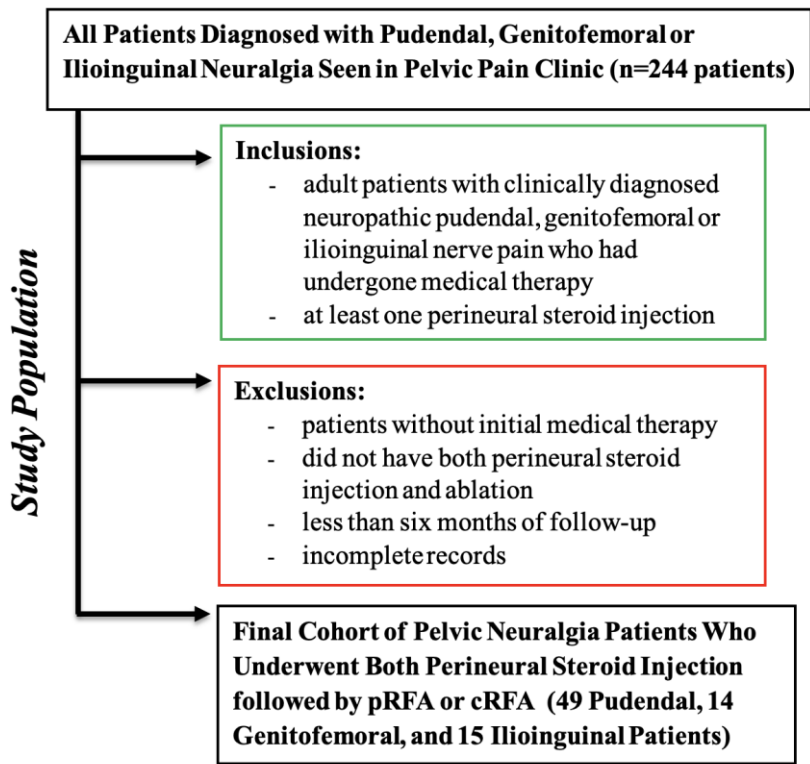 All Patients Diagnosed with Pudendal, Genitofemoral or
Ilioinguinal Neuralgia Seen in Pelvic Pain Clinic (n=244 patients)
Study Population
Inclusions:
- adult patients with clinically diagnosed
neuropathic pudendal, genitofemoral or
ilioinguinal nerve pain who had
undergone medical therapy
- at least one perineural steroid injection
Exclusions:
- patients without initial medical therapy
- did not have both perineural steroid
injection and ablation
- less than six months of follow-up
- incomplete records
Final Cohort of Pelvic Neuralgia Patients Who
Underwent Both Perineural Steroid Injection
followed by pRFA or cRFA (49 Pudendal, 14
Genitofemoral, and 15 Ilioinguinal Patients)